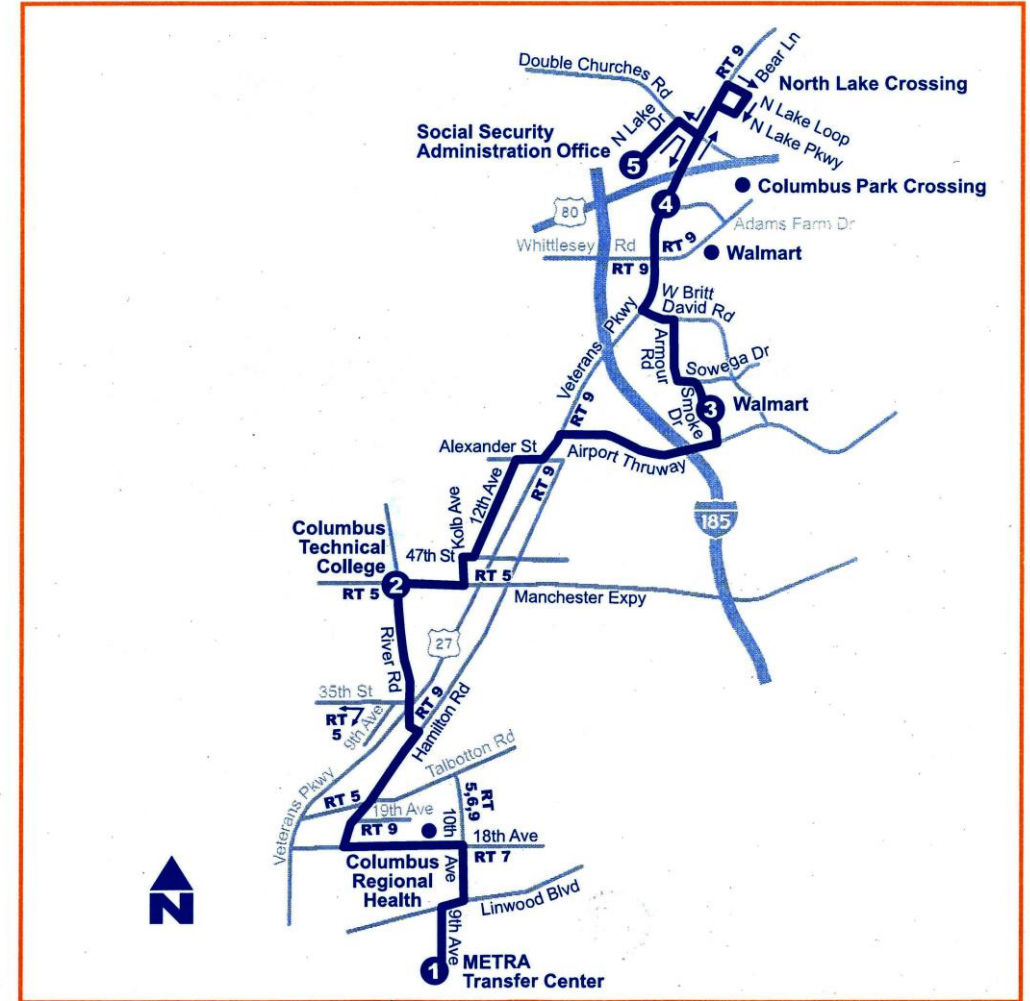 RT 9
Bear Ln
Double Churches Rd
North Lake Crossing
N Lake Loop
N Lake Pkwy
N Lake
Dr
Social Security
Administration Office
5
4
Columbus Park Crossing
80
Adams Farm Dr
Whittlesey Rd
RT 9
RT 9
Walmart
W Britt
David Rd
Veterans Pkwy
Armour
Rd
Sowega Dr
Smoke
Dr
3
Walmart
RT 9
Alexander St
Airport Thruway
RT 9
12th Ave
Kolb Ave
185
Columbus
Technical
College
47th St
2
RT 5
RT 5
Manchester Expy
River Rd
27
35th St
RT
5
9th Ave
RT 9
Hamilton Rd
Talbotton Rd
Veterans Pkwy
RT 5
19th Ave
RT
5,6,9
RT 9
10th
Ave
18th Ave
RT 7
Columbus
Regional
Health
Linwood Blvd
9th Ave
N
1
METRA
Transfer Center